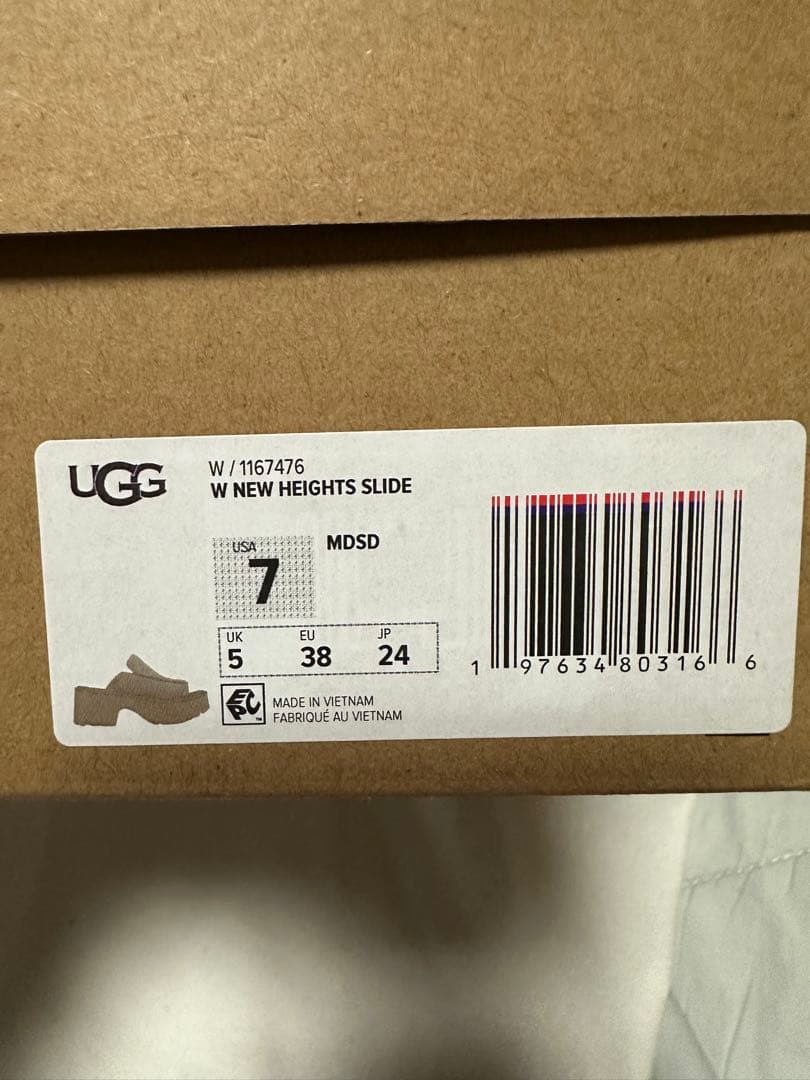 UGG
W / 1167476
W NEW HEIGHTS SLIDE
USA
7
MDSD
UK EU JP
5 38 24
EPC™
MADE IN VIETNAM
FABRIQUÉ AU VIETNAM
1 97634 80316 6